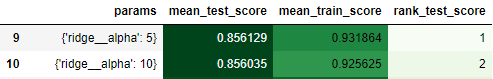 params mean_test_score mean_train_score rank_test_score
9 {'ridge__alpha': 5} 0.856129 0.931864 1
10 {'ridge__alpha': 10} 0.856035 0.925625 2